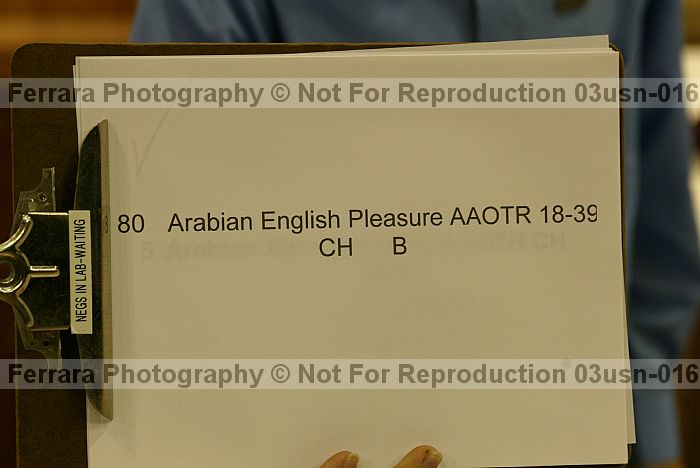 Ferrara Photography © Not For Reproduction 03usn-016
80 Arabian English Pleasure AAOTR 18-39
CH B
NEGS IN LAB-WAITING
Ferrara Photography © Not For Reproduction 03usn-016